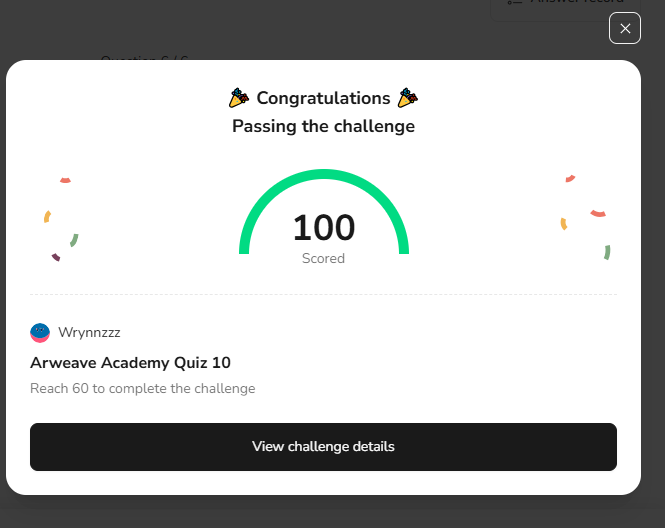 Answer record
Question 6 / 6
Congratulations
Passing the challenge
100
Scored
Wrynnzzz
Arweave Academy Quiz 10
Reach 60 to complete the challenge
View challenge details